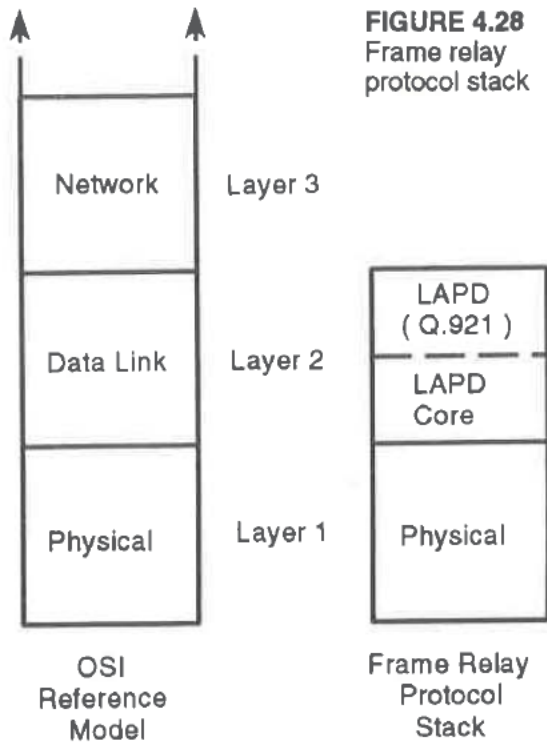 FIGURE 4.28
Frame relay
protocol stack
Network
Layer 3
LAPD
( Q.921 )
Data Link
Layer 2
LAPD
Core
Physical
Layer 1
Physical
OSI
Reference
Model
Frame Relay
Protocol
Stack